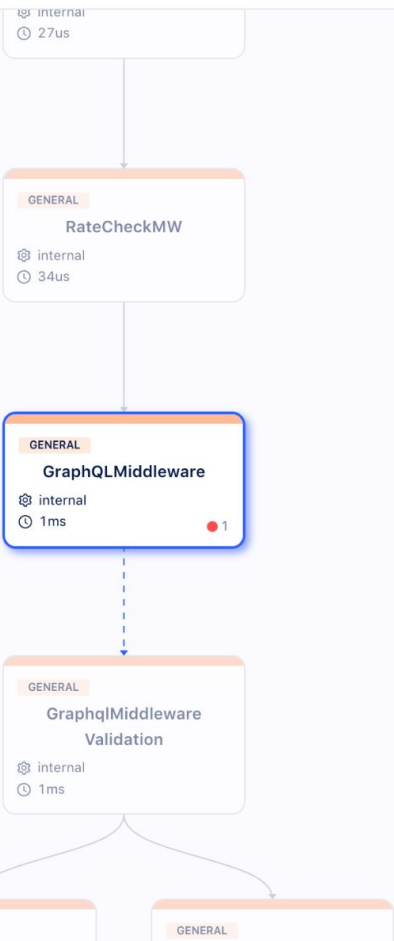 internal
27us
GENERAL
RateCheckMW
internal
34us
GENERAL
GraphQLMiddleware
internal
1ms
1
GENERAL
GraphqlMiddleware
Validation
internal
1ms
GENERAL